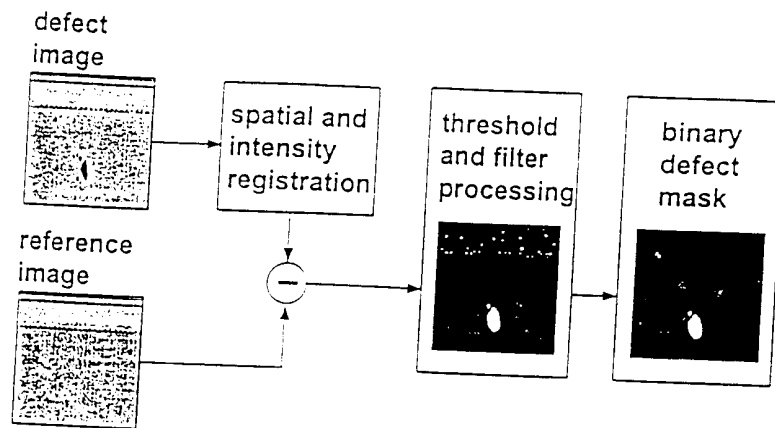 defect
image
spatial and
intensity
registration
threshold
and filter
processing
binary
defect
mask
reference
image